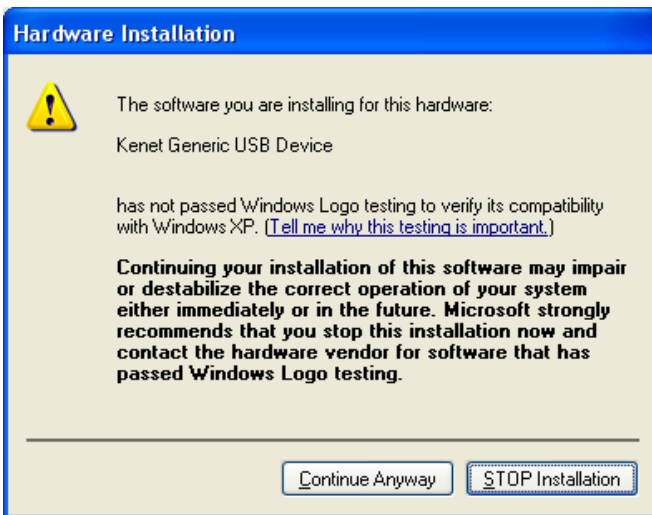 Hardware Installation
The software you are installing for this hardware:
Kenet Generic USB Device
has not passed Windows Logo testing to verify its compatibility
with Windows XP. (Tell me why this testing is important.)
Continuing your installation of this software may impair
or destabilize the correct operation of your system
either immediately or in the future. Microsoft strongly
recommends that you stop this installation now and
contact the hardware vendor for software that has
passed Windows Logo testing.
Continue Anyway
STOP Installation